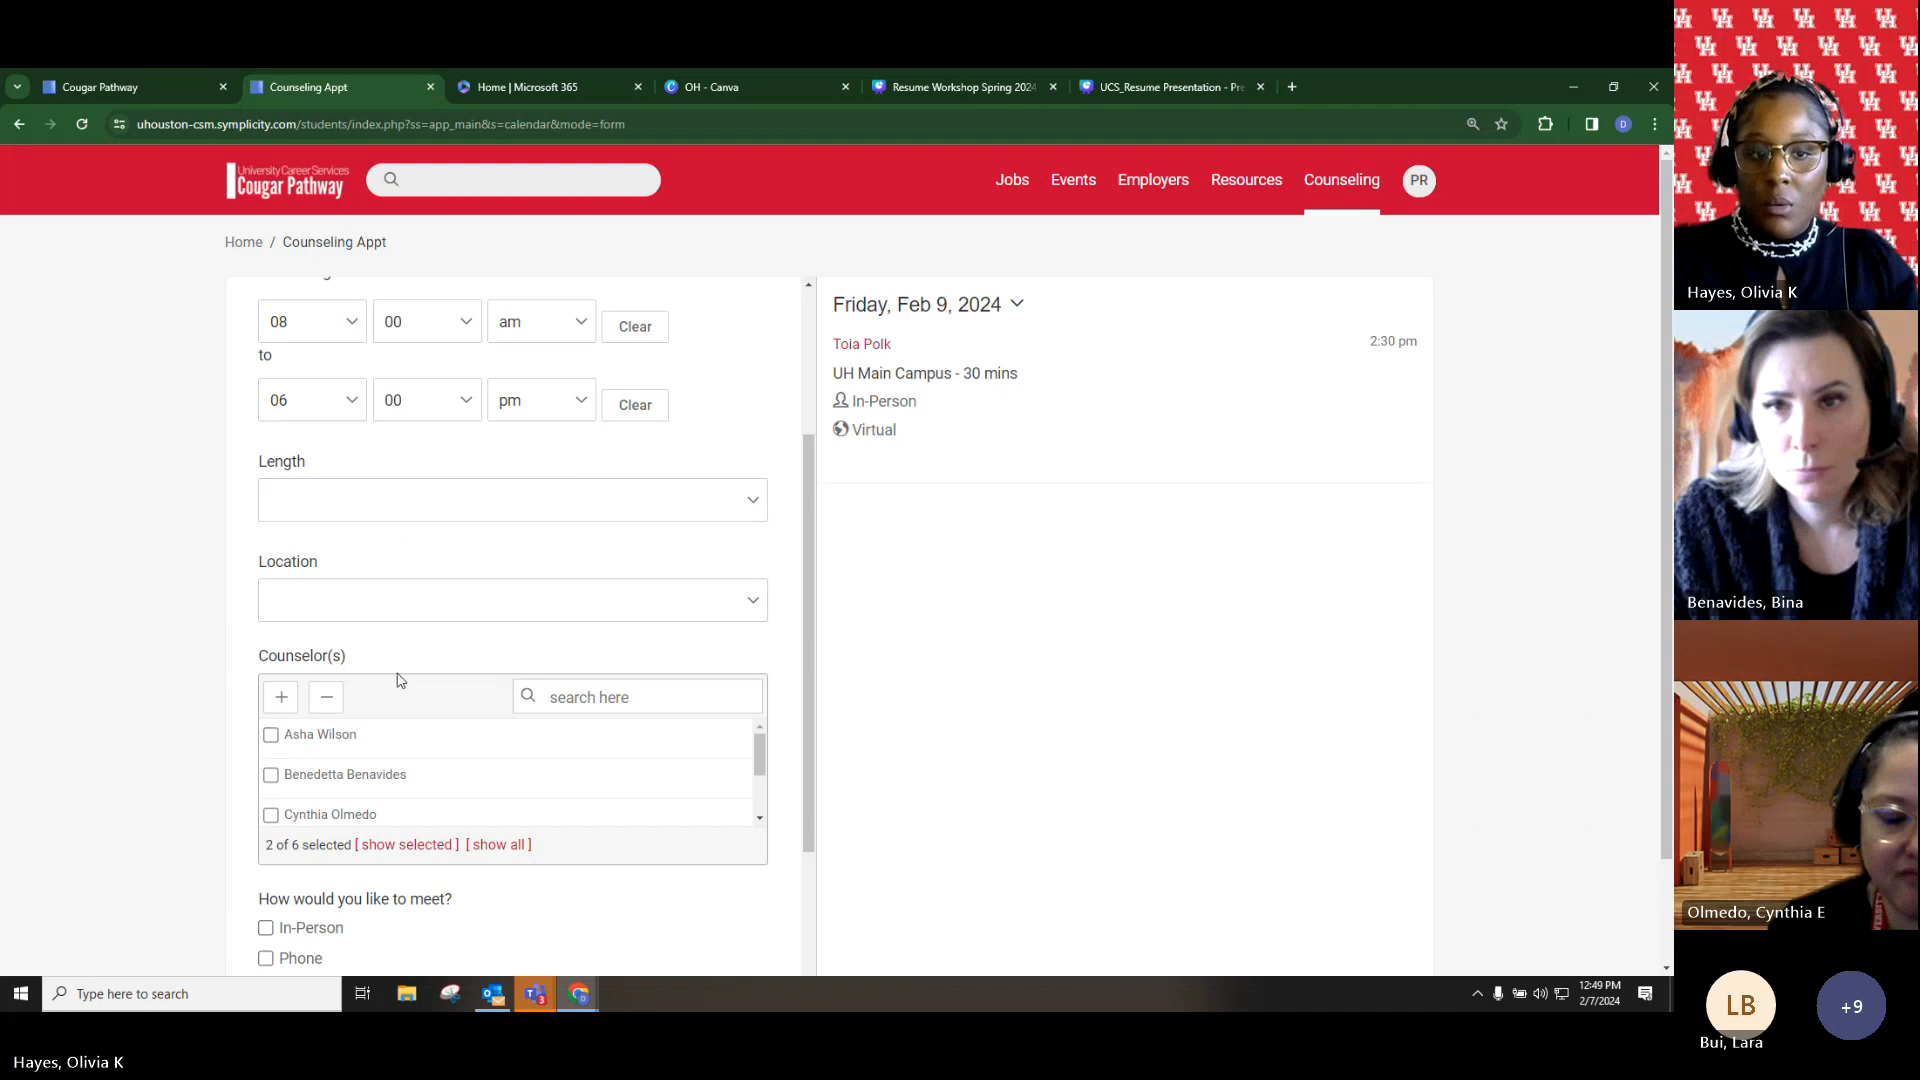 Cougar Pathway
Counseling Appt
Home | Microsoft 365
OH - Canva
Resume Workshop Spring 2024
UCS_Resume Presentation - Pre
uhouston-csm.symplicity.com/students/index.php?ss=app_main&s=calendar&mode=form
D
University Career Services
Cougar Pathway
Jobs
Events
Employers
Resources
Counseling
PR
Home / Counseling Appt
08
00
am
Clear
to
06
00
pm
Clear
Length
Location
Counselor(s)
search here
Asha Wilson
Benedetta Benavides
Cynthia Olmedo
2 of 6 selected [ show selected ] [ show all ]
How would you like to meet?
In-Person
Phone
Friday, Feb 9, 2024
Toia Polk
2:30 pm
UH Main Campus - 30 mins
In-Person
Virtual
Hayes, Olivia K
Benavides, Bina
Olmedo, Cynthia E
LB
+9
Bui, Lara
Type here to search
12:49 PM
2/7/2024
Hayes, Olivia K